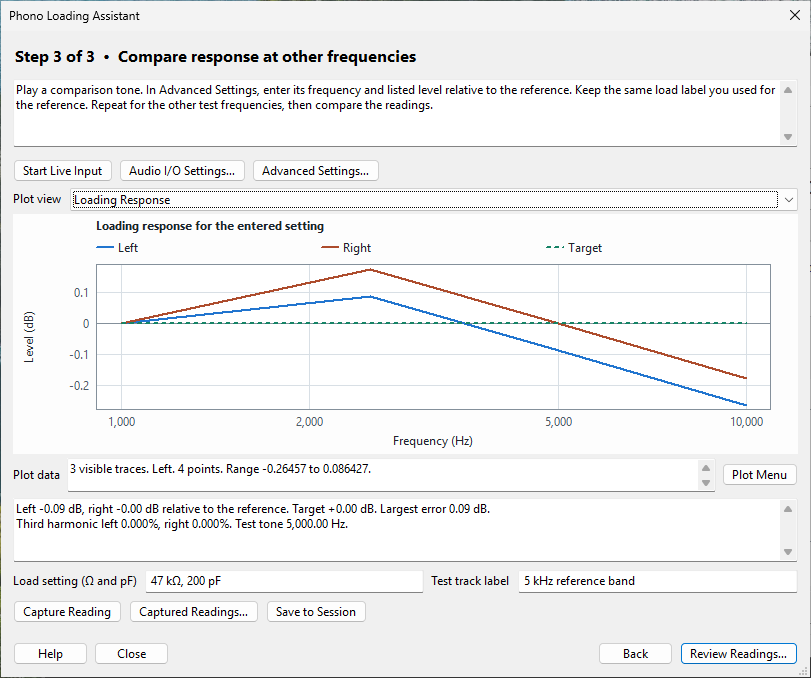 Phono Loading Assistant
Step 3 of 3 • Compare response at other frequencies
Play a comparison tone. In Advanced Settings, enter its frequency and listed level relative to the reference. Keep the same load label you used for
the reference. Repeat for the other test frequencies, then compare the readings.
Start Live Input
Audio I/O Settings...
Advanced Settings...
Plot view
Loading Response
Loading response for the entered setting
Left
Right
Target
Level (dB)
0.1
0
-0.1
-0.2
1,000
2,000
5,000
10,000
Frequency (Hz)
Plot data
3 visible traces. Left. 4 points. Range -0.26457 to 0.086427.
Plot Menu
Left -0.09 dB, right -0.00 dB relative to the reference. Target +0.00 dB. Largest error 0.09 dB.
Third harmonic left 0.000%, right 0.000%. Test tone 5,000.00 Hz.
Load setting (Ω and pF)
47 kΩ, 200 pF
Test track label
5 kHz reference band
Capture Reading
Captured Readings...
Save to Session
Help
Close
Back
Review Readings...